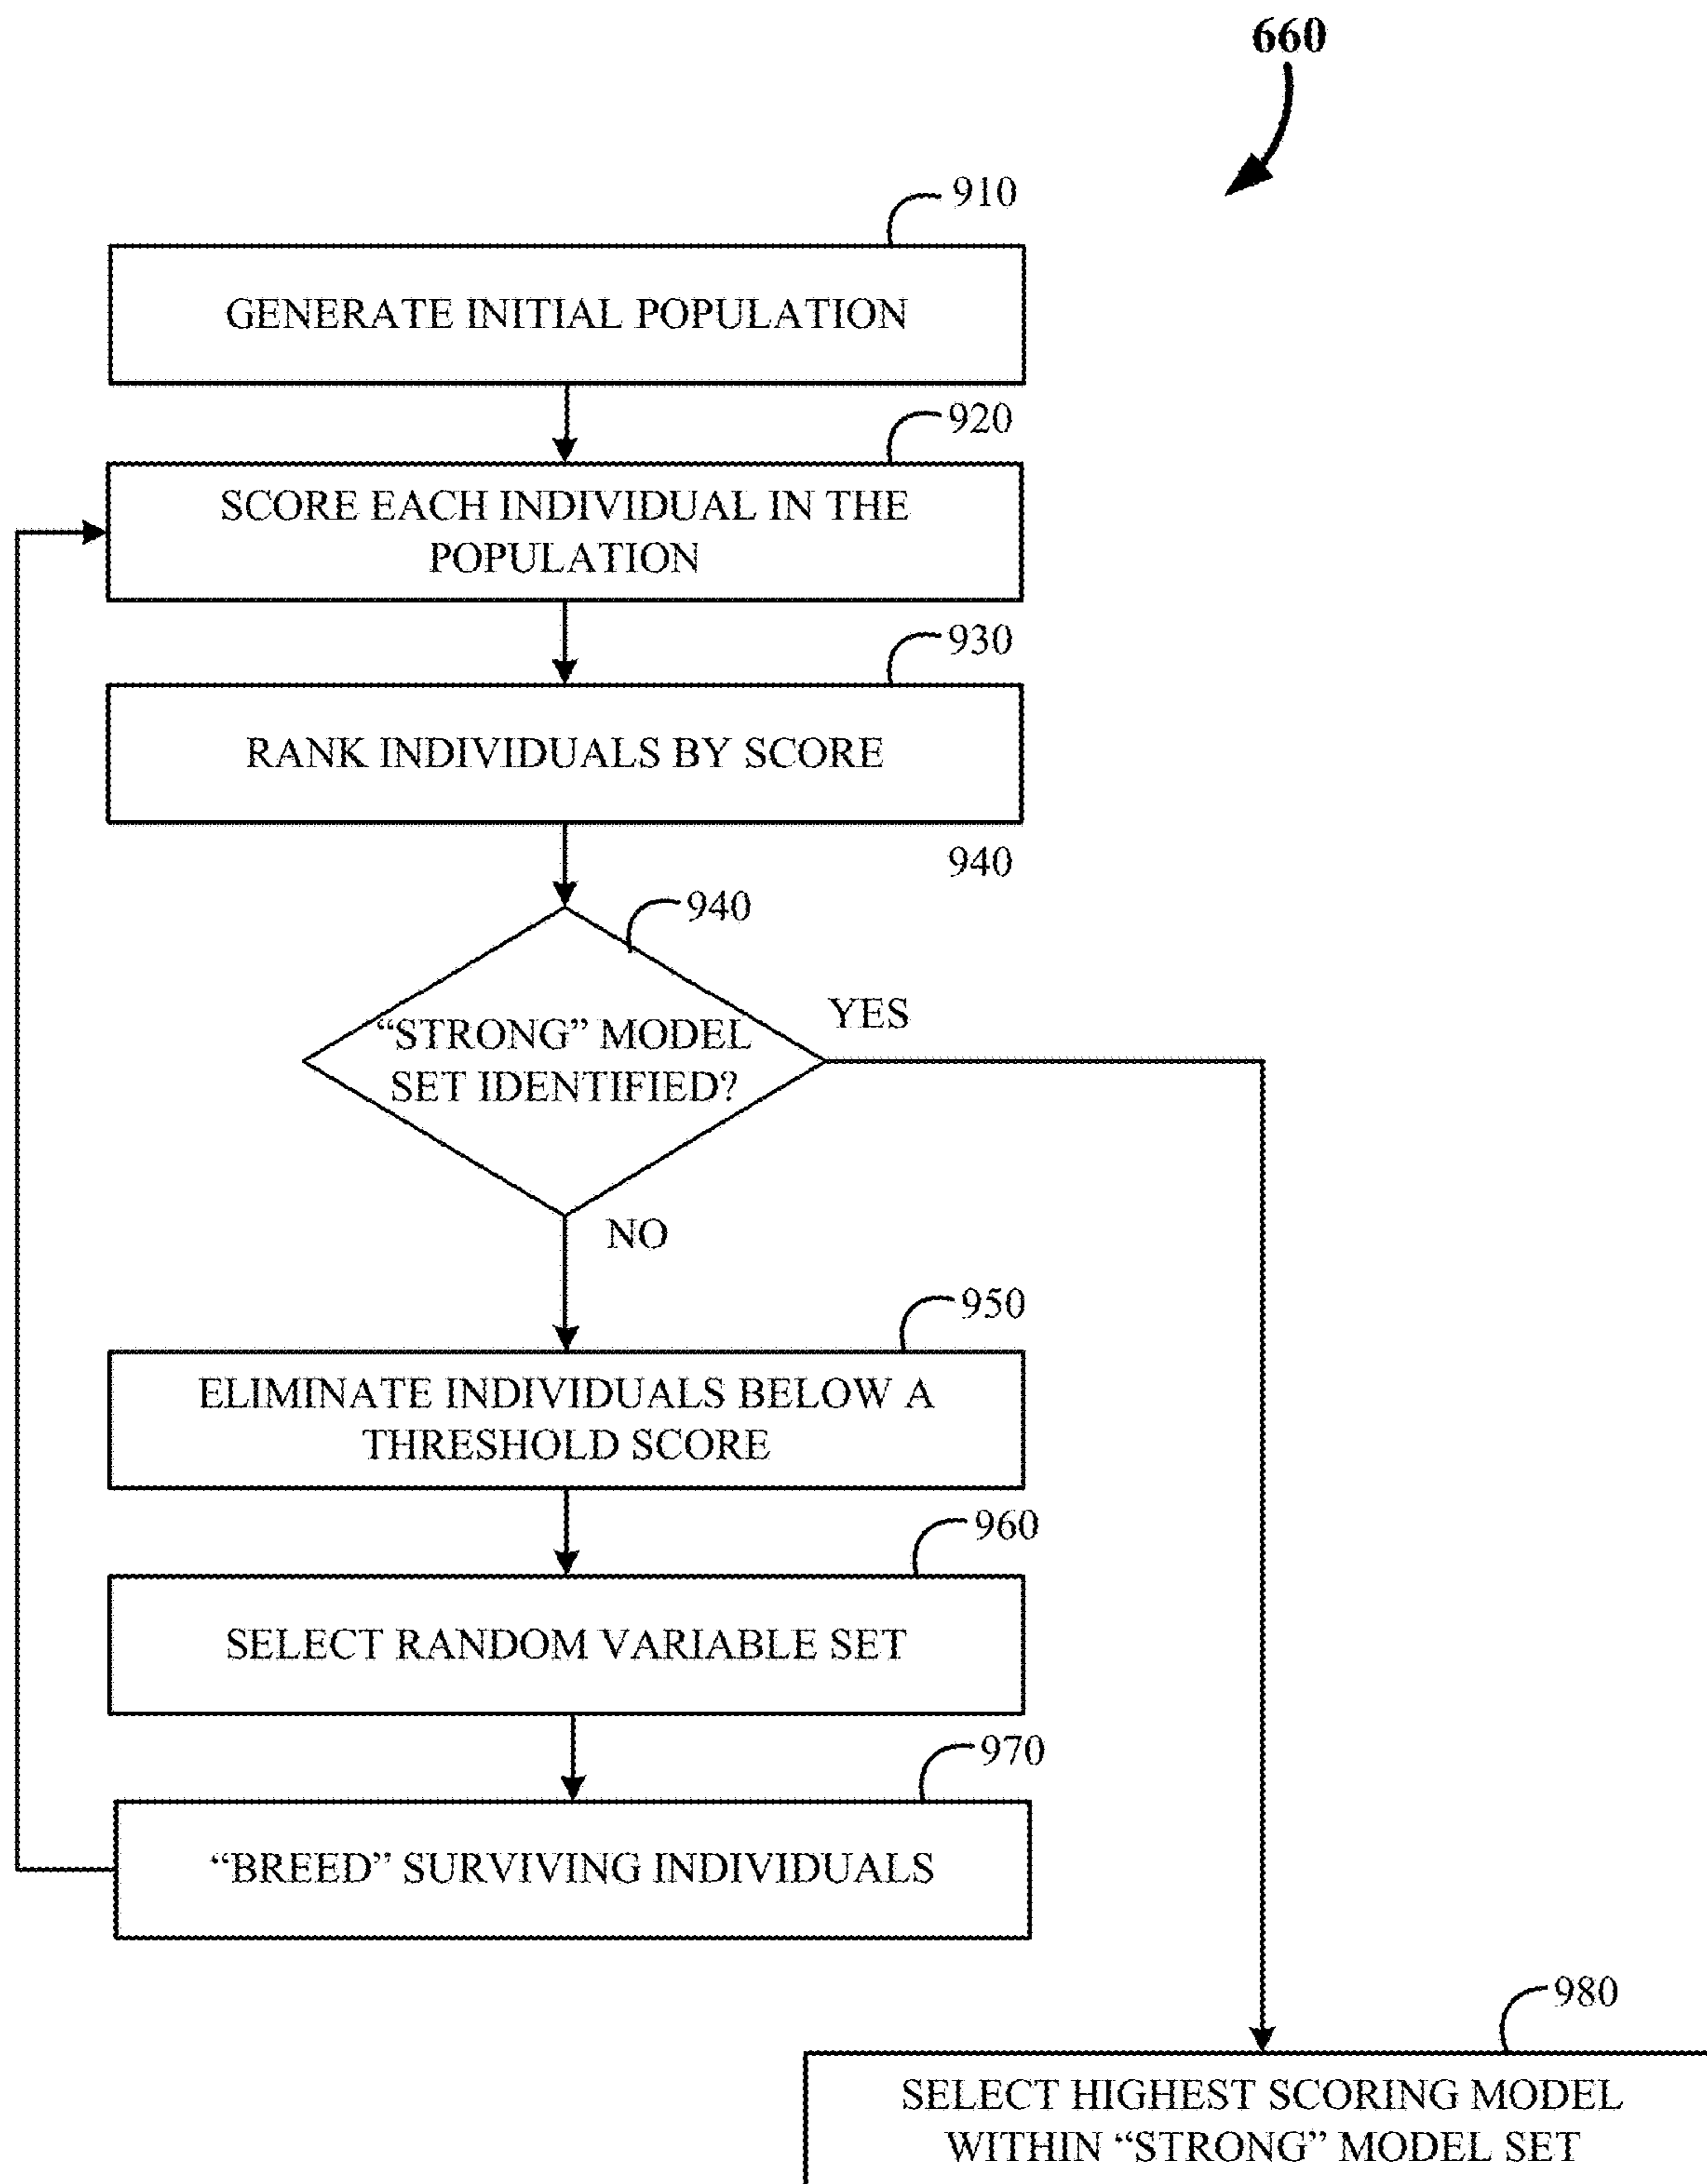 660
910
GENERATE INITIAL POPULATION
920
SCORE EACH INDIVIDUAL IN THE
POPULATION
930
RANK INDIVIDUALS BY SCORE
940
940
“STRONG” MODEL
SET IDENTIFIED?
YES
NO
950
ELIMINATE INDIVIDUALS BELOW A
THRESHOLD SCORE
960
SELECT RANDOM VARIABLE SET
970
“BREED” SURVIVING INDIVIDUALS
980
SELECT HIGHEST SCORING MODEL
WITHIN “STRONG” MODEL SET